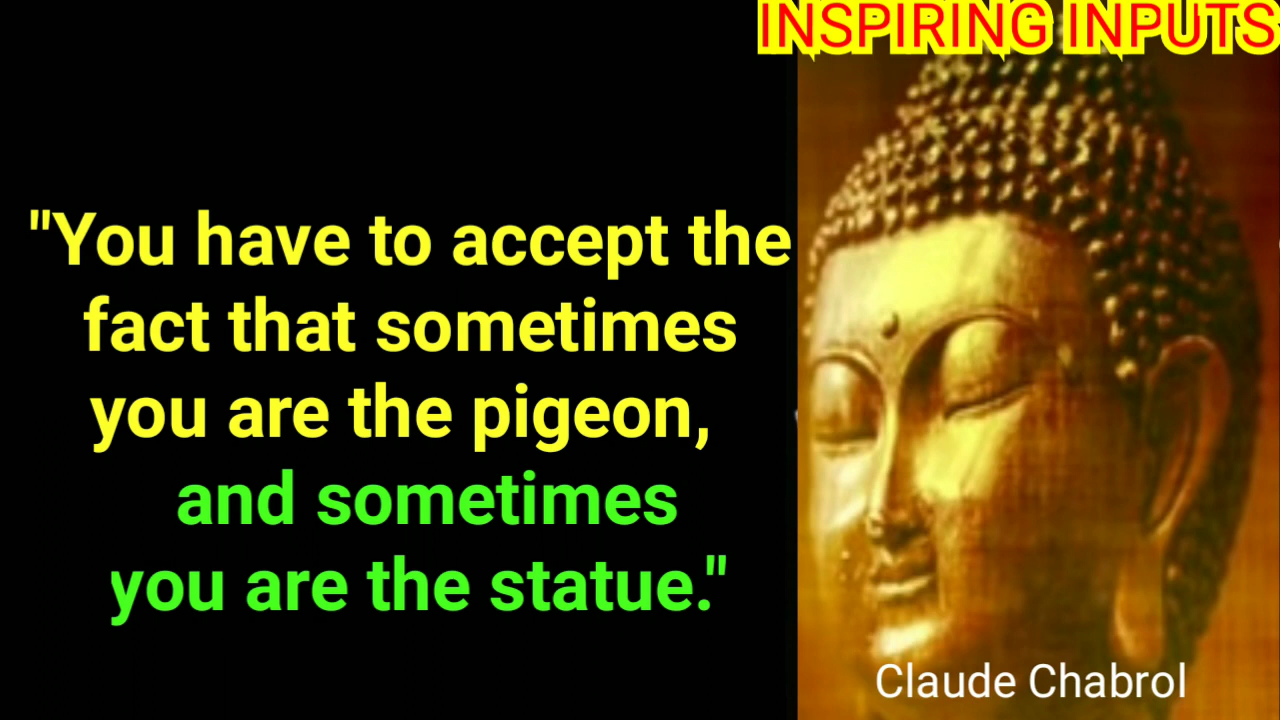 INSPIRING INPUTS
"You have to accept the
fact that sometimes
you are the pigeon,
and sometimes
you are the statue."
Claude Chabrol